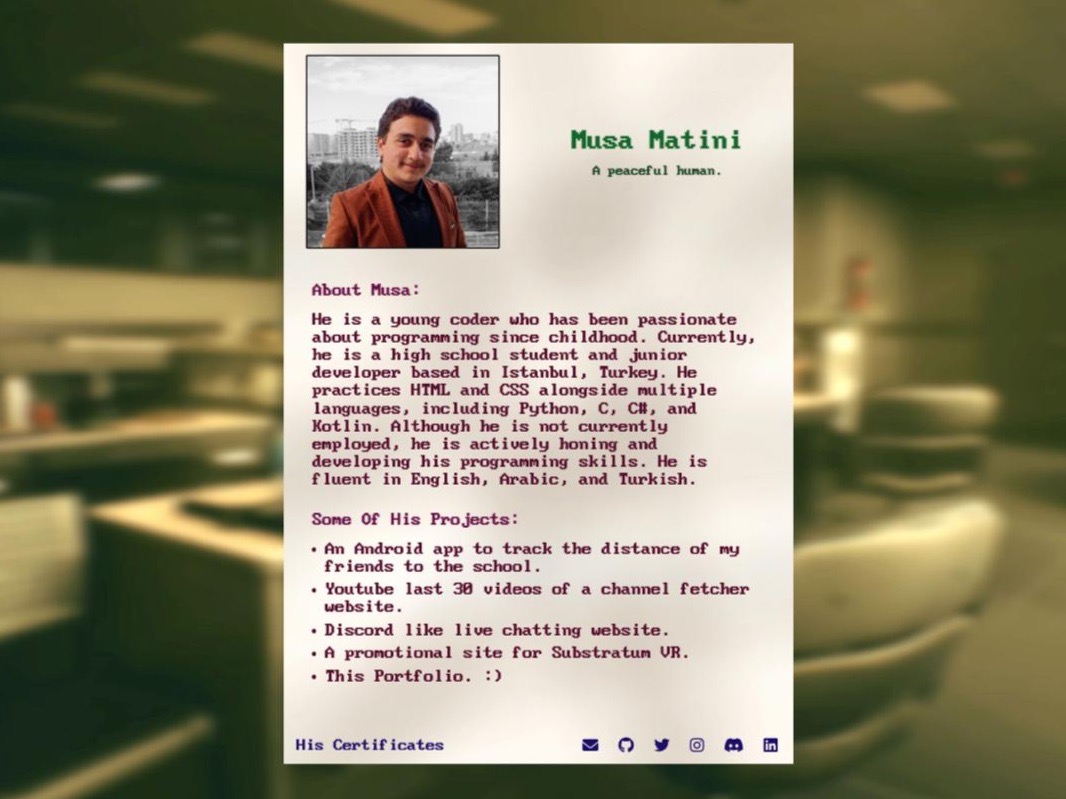 Musa Matini
A peaceful human.
About Musa:
He is a young coder who has been passionate
about programming since childhood. Currently,
he is a high school student and junior
developer based in Istanbul, Turkey. He
practices HTML and CSS alongside multiple
languages, including Python, C, C#, and
Kotlin. Although he is not currently
employed, he is actively honing and
developing his programming skills. He is
fluent in English, Arabic, and Turkish.
Some Of His Projects:
• An Android app to track the distance of my
friends to the school.
• Youtube last 30 videos of a channel fetcher
website.
• Discord like live chatting website.
• A promotional site for Substratum VR.
• This Portfolio. :)
His Certificates